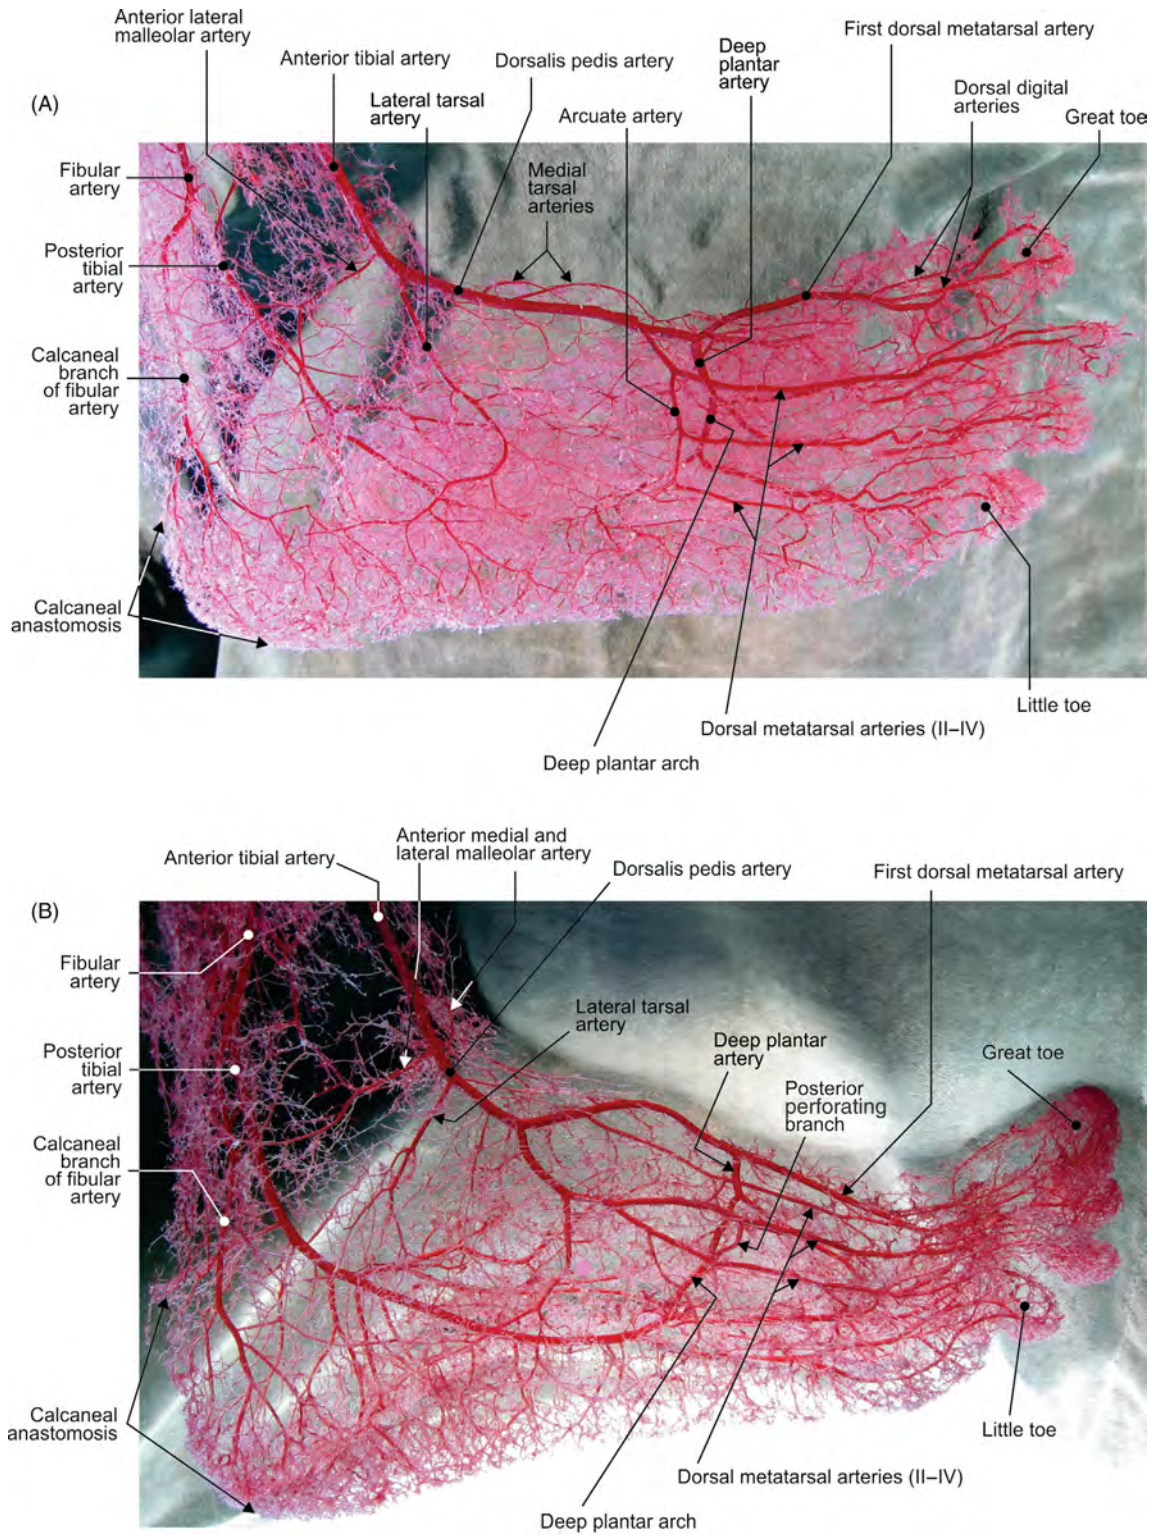 Anterior lateral
malleolar artery
Anterior tibial artery
Dorsalis pedis artery
Deep
plantar
artery
First dorsal metatarsal artery
(A)
Lateral tarsal
artery
Arcuate artery
Dorsal digital
arteries
Great toe
Fibular
artery
Medial
tarsal
arteries
Posterior
tibial
artery
Calcaneal
branch
of fibular
artery
Calcaneal
anastomosis
Little toe
Dorsal metatarsal arteries (II–IV)
Deep plantar arch
Anterior tibial artery
Anterior medial and
lateral malleolar artery
Dorsalis pedis artery
First dorsal metatarsal artery
(B)
Fibular
artery
Lateral tarsal
artery
Deep plantar
artery
Great toe
Posterior
tibial
artery
Posterior
perforating
branch
Calcaneal
branch
of fibular
artery
Calcaneal
anastomosis
Little toe
Dorsal metatarsal arteries (II–IV)
Deep plantar arch